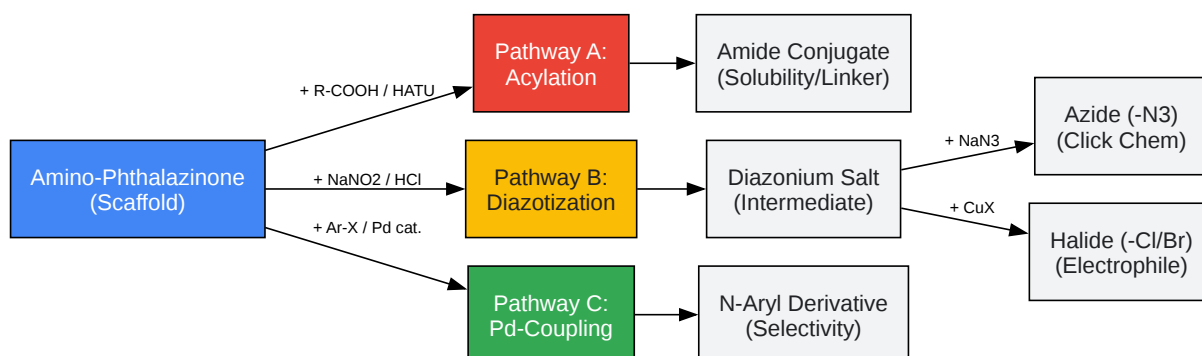 Pathway A:
Acylation
Amide Conjugate
(Solubility/Linker)
+ R-COOH / HATU
Azide (-N3)
(Click Chem)
+ NaN3
Amino-Phthalazinone
(Scaffold)
+ NaNO2 / HCl
Pathway B:
Diazotization
Diazonium Salt
(Intermediate)
+ CuX
+ Ar-X / Pd cat.
Halide (-Cl/Br)
(Electrophile)
Pathway C:
Pd-Coupling
N-Aryl Derivative
(Selectivity)